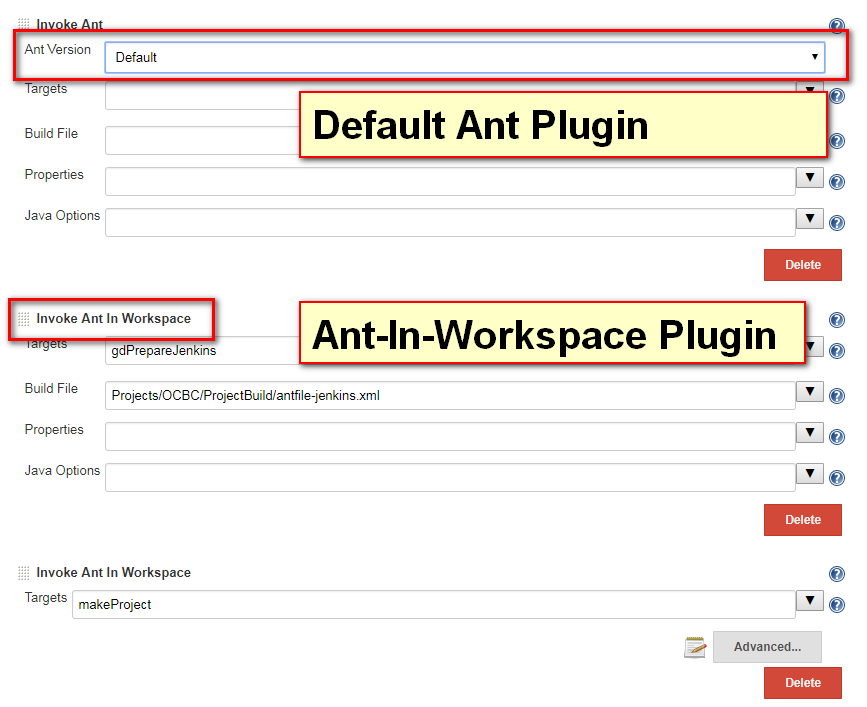 Invoke Ant
Ant Version Default
Targets
Default Ant Plugin
Build File
Properties
Java Options
Delete
Invoke Ant In Workspace
Ant-In-Workspace Plugin
Targets gdPrepareJenkins
Build File Projects/OCBC/ProjectBuild/antfile-jenkins.xml
Properties
Java Options
Delete
Invoke Ant In Workspace
Targets makeProject
Advanced...
Delete